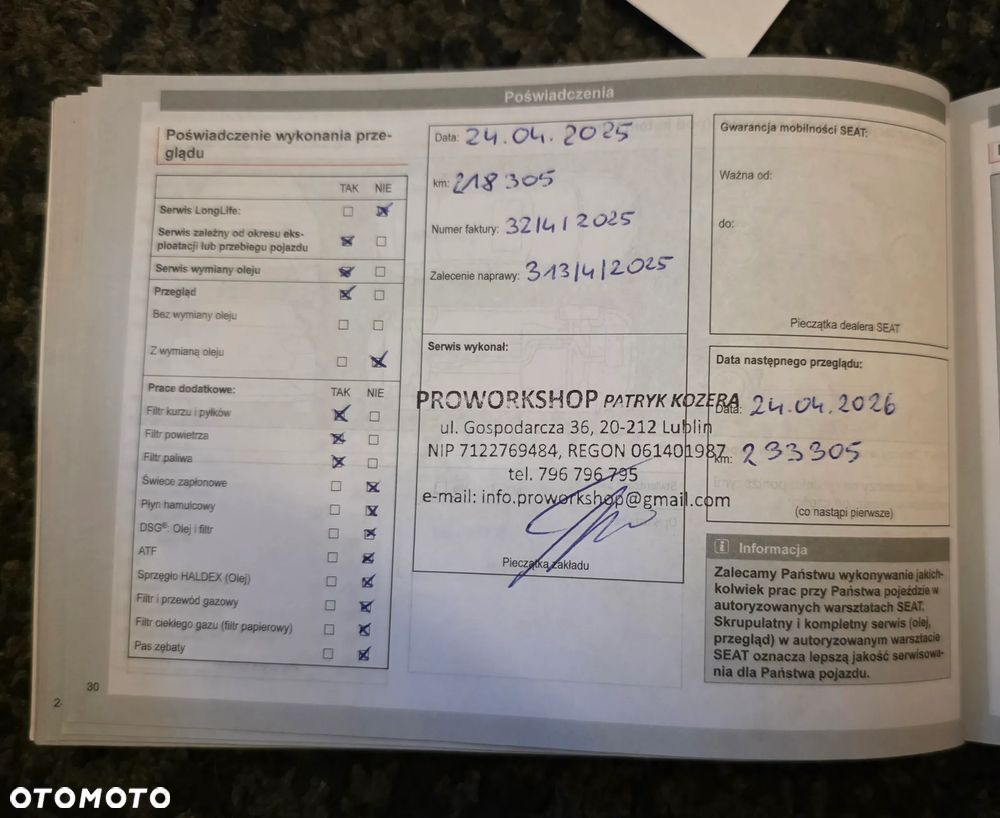 Poświadczenia
Poświadczenie wykonania prze-
glądu
TAK NIE
Serwis LongLife: ☐ ☒
Serwis zależny od okresu eks-
ploatacji lub przebiegu pojazdu ☒ ☐
Serwis wymiany oleju ☒ ☐
Przegląd ☒ ☐
Bez wymiany oleju ☐ ☐
Z wymianą oleju ☐ ☒
Prace dodatkowe: TAK NIE
Filtr kurzu i pyłków ☒ ☐
Filtr powietrza ☒ ☐
Filtr paliwa ☒ ☐
Świece zapłonowe ☐ ☒
Płyn hamulcowy ☐ ☒
DSG®: Olej i filtr ☐ ☒
ATF ☐ ☒
Sprzęgło HALDEX (Olej) ☐ ☒
Filtr i przewód gazowy ☐ ☒
Filtr ciekłego gazu (filtr papierowy) ☐ ☒
Pas zębaty ☐ ☒
30
Data: 24.04.2025
km: 218305
Numer faktury: 32/4/2025
Zalecenie naprawy: 313/4/2025
Serwis wykonał:
PROWORKSHOP PATRYK KOZERA
ul. Gospodarcza 36, 20-212 Lublin
NIP 7122769484, REGON 061401987
tel. 796 796 795
e-mail: info.proworkshop@gmail.com
Pieczątka zakładu
Gwarancja mobilności SEAT:
Ważna od:
do:
Pieczątka dealera SEAT
Data następnego przeglądu:
Data: 24.04.2026
km: 233305
(co nastąpi pierwsze)
i Informacja
Zalecamy Państwu wykonywanie jakich-
kolwiek prac przy Państwa pojeździe w
autoryzowanych warsztatach SEAT.
Skrupulatny i kompletny serwis (olej,
przegląd) w autoryzowanym warsztacie
SEAT oznacza lepszą jakość serwisowa-
nia dla Państwa pojazdu.
OTOMOTO